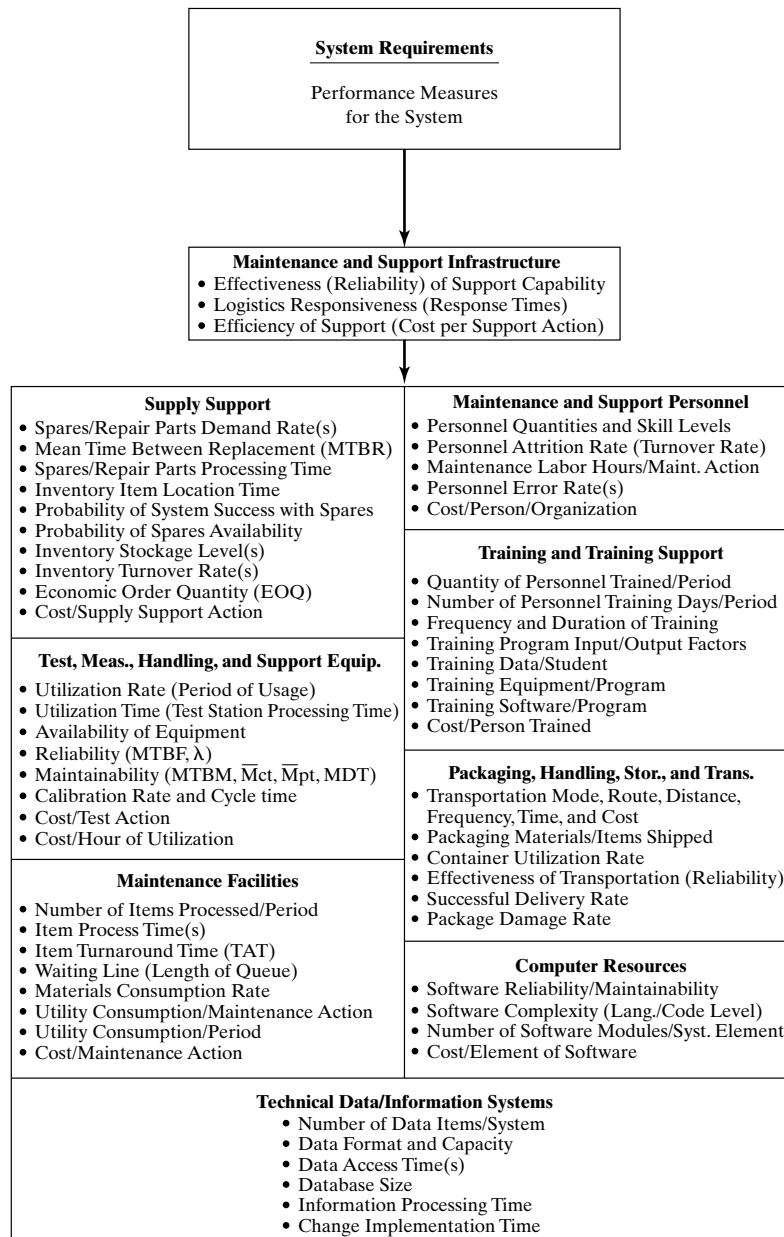 System Requirements
Performance Measures
for the System
Maintenance and Support Infrastructure
• Effectiveness (Reliability) of Support Capability
• Logistics Responsiveness (Response Times)
• Efficiency of Support (Cost per Support Action)
Supply Support
• Spares/Repair Parts Demand Rate(s)
• Mean Time Between Replacement (MTBR)
• Spares/Repair Parts Processing Time
• Inventory Item Location Time
• Probability of System Success with Spares
• Probability of Spares Availability
• Inventory Stockage Level(s)
• Inventory Turnover Rate(s)
• Economic Order Quantity (EOQ)
• Cost/Supply Support Action
Test, Meas., Handling, and Support Equip.
• Utilization Rate (Period of Usage)
• Utilization Time (Test Station Processing Time)
• Availability of Equipment
• Reliability (MTBF, λ)
• Maintainability (MTBM, M̅ct, M̅pt, MDT)
• Calibration Rate and Cycle time
• Cost/Test Action
• Cost/Hour of Utilization
Maintenance Facilities
• Number of Items Processed/Period
• Item Process Time(s)
• Item Turnaround Time (TAT)
• Waiting Line (Length of Queue)
• Materials Consumption Rate
• Utility Consumption/Maintenance Action
• Utility Consumption/Period
• Cost/Maintenance Action
Maintenance and Support Personnel
• Personnel Quantities and Skill Levels
• Personnel Attrition Rate (Turnover Rate)
• Maintenance Labor Hours/Maint. Action
• Personnel Error Rate(s)
• Cost/Person/Organization
Training and Training Support
• Quantity of Personnel Trained/Period
• Number of Personnel Training Days/Period
• Frequency and Duration of Training
• Training Program Input/Output Factors
• Training Data/Student
• Training Equipment/Program
• Training Software/Program
• Cost/Person Trained
Packaging, Handling, Stor., and Trans.
• Transportation Mode, Route, Distance,
Frequency, Time, and Cost
• Packaging Materials/Items Shipped
• Container Utilization Rate
• Effectiveness of Transportation (Reliability)
• Successful Delivery Rate
• Package Damage Rate
Computer Resources
• Software Reliability/Maintainability
• Software Complexity (Lang./Code Level)
• Number of Software Modules/Syst. Element
• Cost/Element of Software
Technical Data/Information Systems
• Number of Data Items/System
• Data Format and Capacity
• Data Access Time(s)
• Database Size
• Information Processing Time
• Change Implementation Time